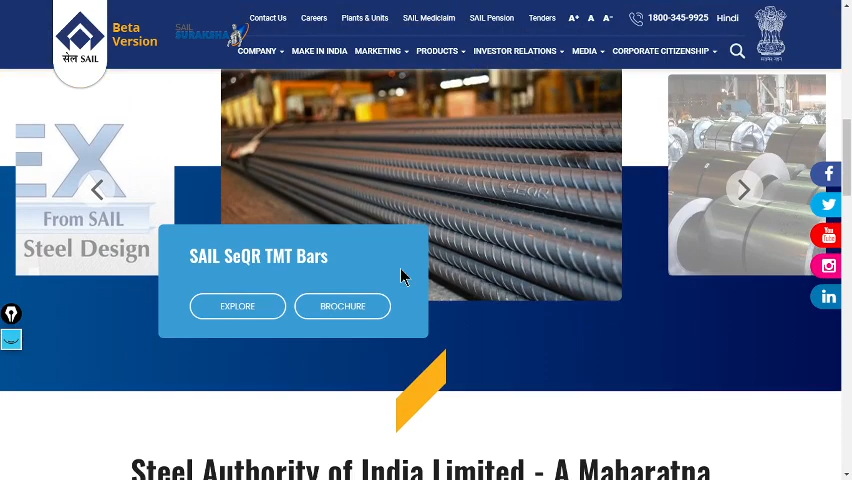 Contact Us Careers Plants & Units SAIL Mediclaim SAIL Pension Tenders A+ A A- 1800-345-9925 Hindi
Beta
Version
SAIL
SURAKSHA
सेल SAIL
COMPANY MAKE IN INDIA MARKETING PRODUCTS INVESTOR RELATIONS MEDIA CORPORATE CITIZENSHIP
EX
From SAIL
Steel Design
SAIL SeQR TMT Bars
EXPLORE BROCHURE
Steel Authority of India Limited - A Maharatna